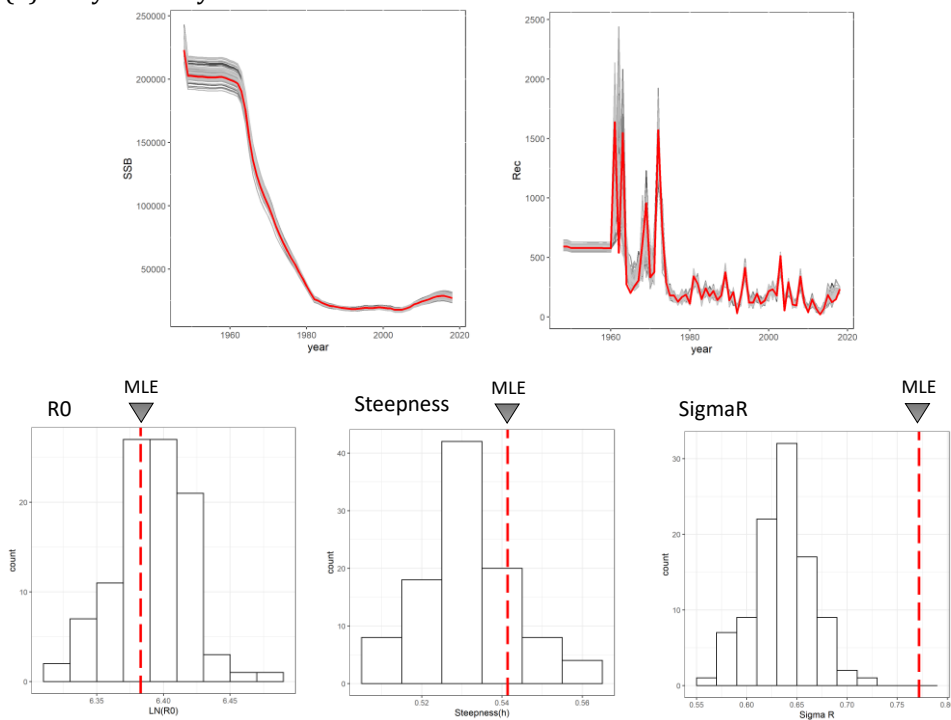 250000
200000
150000
100000
50000
SSB
1960
1980
2000
2020
year
2500
2000
1500
1000
500
0
Rec
1960
1980
2000
2020
year
R0
MLE
20
10
0
count
6.35
6.40
6.45
LN(R0)
Steepness
MLE
40
30
20
10
0
count
0.52
0.54
0.56
Steepness(h)
SigmaR
MLE
30
20
10
0
count
0.55
0.60
0.65
0.70
0.75
Sigma R